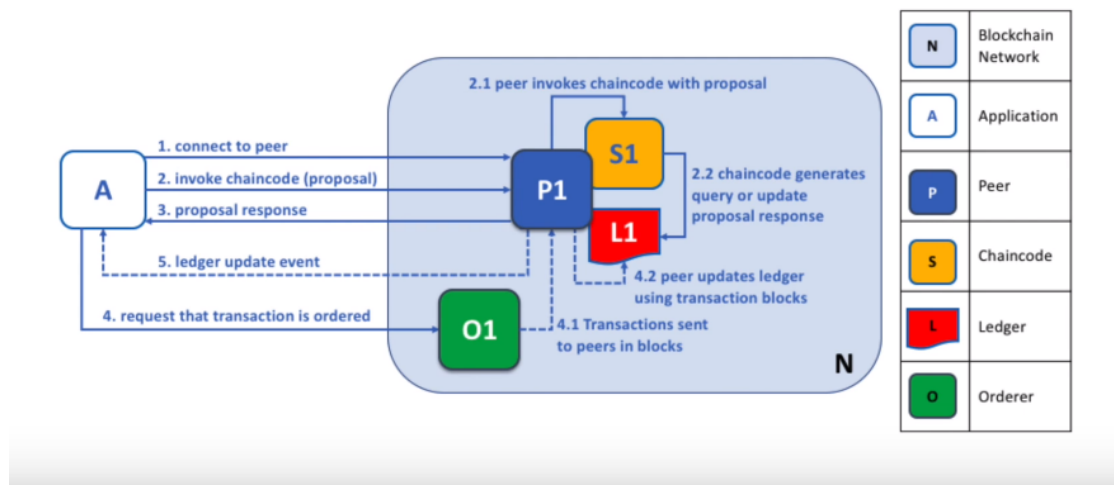 2.1 peer invokes chaincode with proposal
1. connect to peer
A
2. invoke chaincode (proposal)
3. proposal response
P1
S1
2.2 chaincode generates
query or update
proposal response
L1
5. ledger update event
4.2 peer updates ledger
using transaction blocks
4. request that transaction is ordered
O1
4.1 Transactions sent
to peers in blocks
N
N
Blockchain
Network
A
Application
P
Peer
S
Chaincode
L
Ledger
O
Orderer